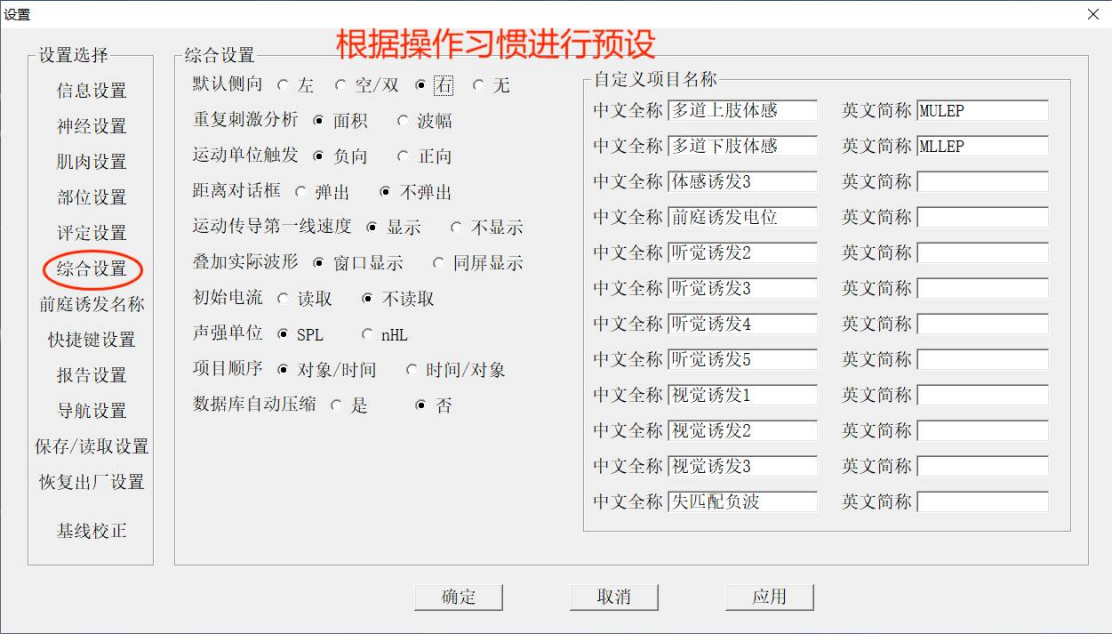 设置
根据操作习惯进行预设
设置选择
信息设置
神经设置
肌肉设置
部位设置
评定设置
综合设置
前庭诱发名称
快捷键设置
报告设置
导航设置
保存/读取设置
恢复出厂设置
基线校正
综合设置
默认侧向 左 空/双 右 无
重复刺激分析 面积 波幅
运动单位触发 负向 正向
距离对话框 弹出 不弹出
运动传导第一线速度 显示 不显示
叠加实际波形 窗口显示 同屏显示
初始电流 读取 不读取
声强单位 SPL nHL
项目顺序 对象/时间 时间/对象
数据库自动压缩 是 否
自定义项目名称
中文全称 多道上肢体感 英文简称 MULEP
中文全称 多道下肢体感 英文简称 MLLEP
中文全称 体感诱发3 英文简称
中文全称 前庭诱发电位 英文简称
中文全称 听觉诱发2 英文简称
中文全称 听觉诱发3 英文简称
中文全称 听觉诱发4 英文简称
中文全称 听觉诱发5 英文简称
中文全称 视觉诱发1 英文简称
中文全称 视觉诱发2 英文简称
中文全称 视觉诱发3 英文简称
中文全称 失匹配负波 英文简称
确定 取消 应用